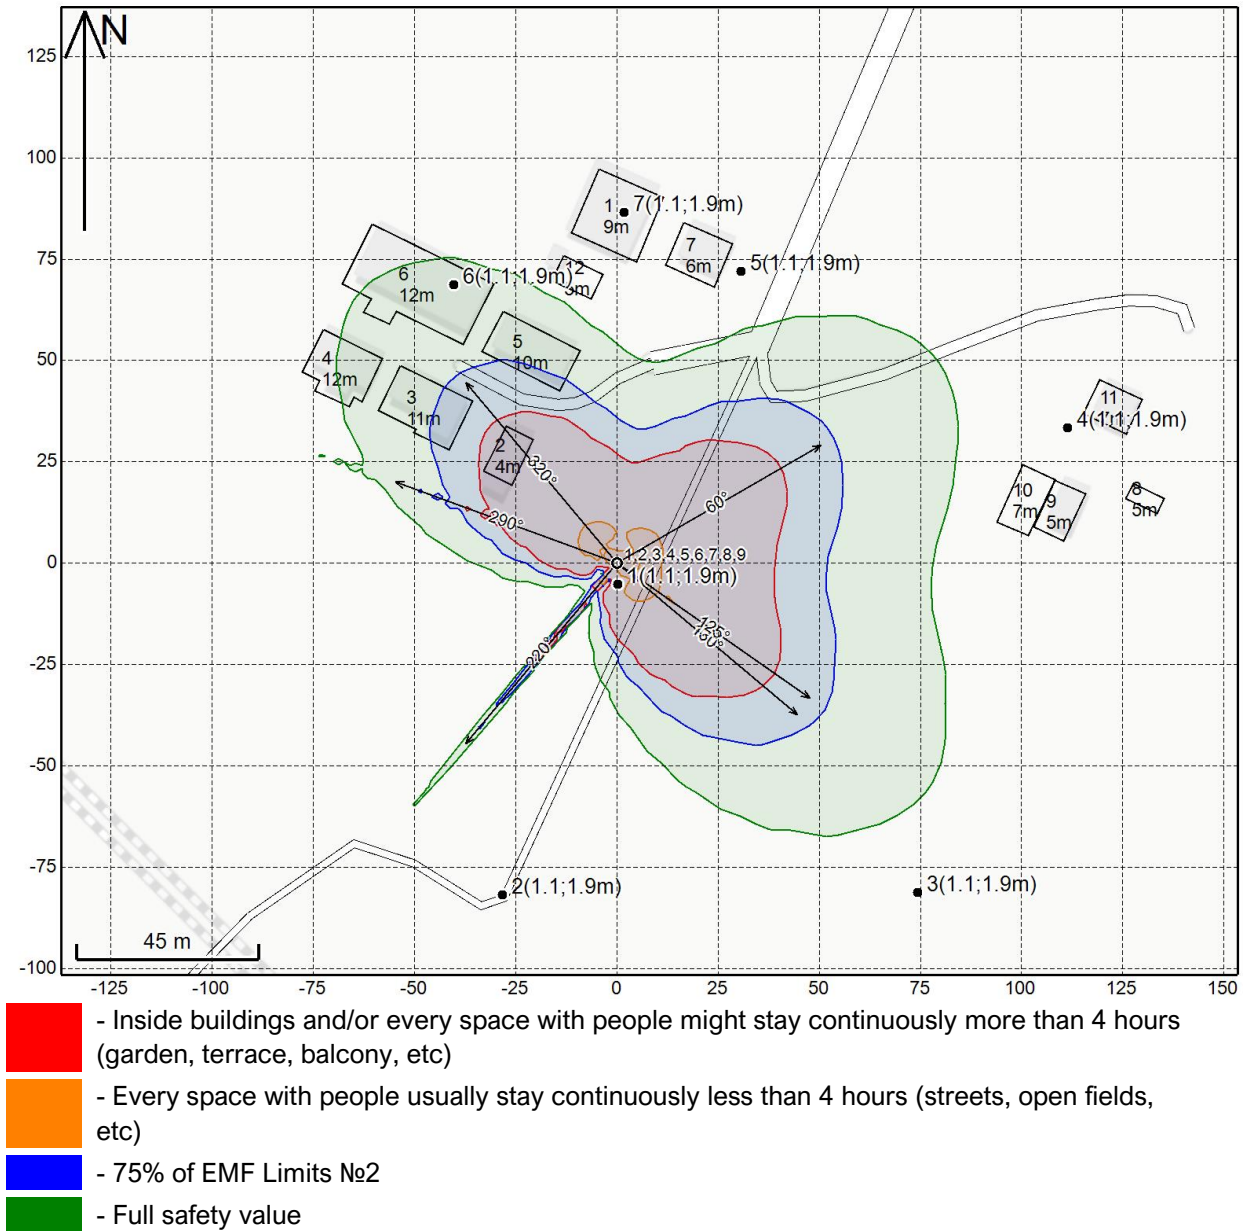 N
125
100
75
50
25
0
-25
-50
-75
-100
-125
-100
-75
-50
-25
0
25
50
75
100
125
150
45 m
1
9m
7(1.1;1.9m)
7
6m
5(1.1;1.9m)
12
3m
6
12m
6(1.1;1.9m)
5
10m
4
12m
3
11m
2
4m
11
4(1.1;1.9m)
10
7m
9
5m
8
5m
320°
290°
60°
1,2,3,4,5,6,7,8,9
1(1.1;1.9m)
125°
130°
220°
2(1.1;1.9m)
3(1.1;1.9m)
- Inside buildings and/or every space with people might stay continuously more than 4 hours
(garden, terrace, balcony, etc)
- Every space with people usually stay continuously less than 4 hours (streets, open fields,
etc)
- 75% of EMF Limits №2
- Full safety value